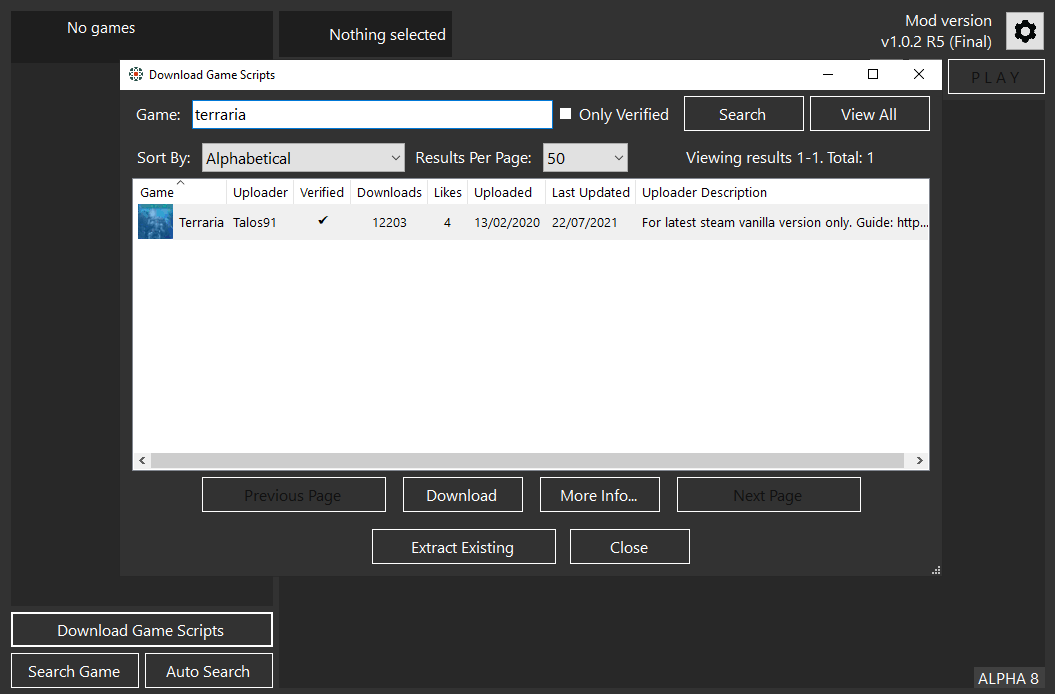 No games
Nothing selected
Mod version
v1.0.2 R5 (Final)
PLAY
Download Game Scripts
Game: terraria Only Verified Search View All
Sort By: Alphabetical Results Per Page: 50 Viewing results 1-1. Total: 1
Game Uploader Verified Downloads Likes Uploaded Last Updated Uploader Description
Terraria Talos91 ✔ 12203 4 13/02/2020 22/07/2021 For latest steam vanilla version only. Guide: http...
Previous Page Download More Info... Next Page
Extract Existing Close
Download Game Scripts
Search Game Auto Search
ALPHA 8